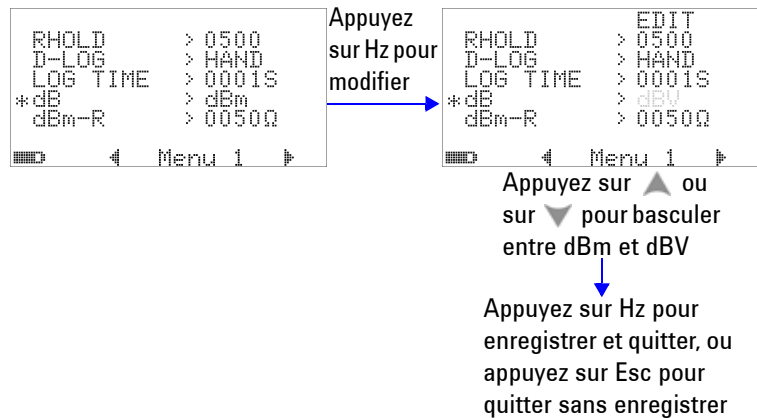 RHOLD > 0500
D-LOG > HAND
LOG TIME > 0001S
*dB > dBm
dBm-R > 0050Ω
Menu 1
Appuyez
sur Hz pour
modifier
EDIT
RHOLD > 0500
D-LOG > HAND
LOG TIME > 0001S
*dB > dBV
dBm-R > 0050Ω
Menu 1
Appuyez sur ou
sur pour basculer
entre dBm et dBV
Appuyez sur Hz pour
enregistrer et quitter, ou
appuyez sur Esc pour
quitter sans enregistrer